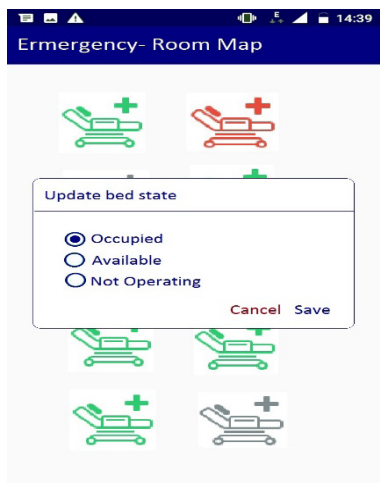 14:39
Ermergency- Room Map
Update bed state
Occupied
Available
Not Operating
Cancel Save